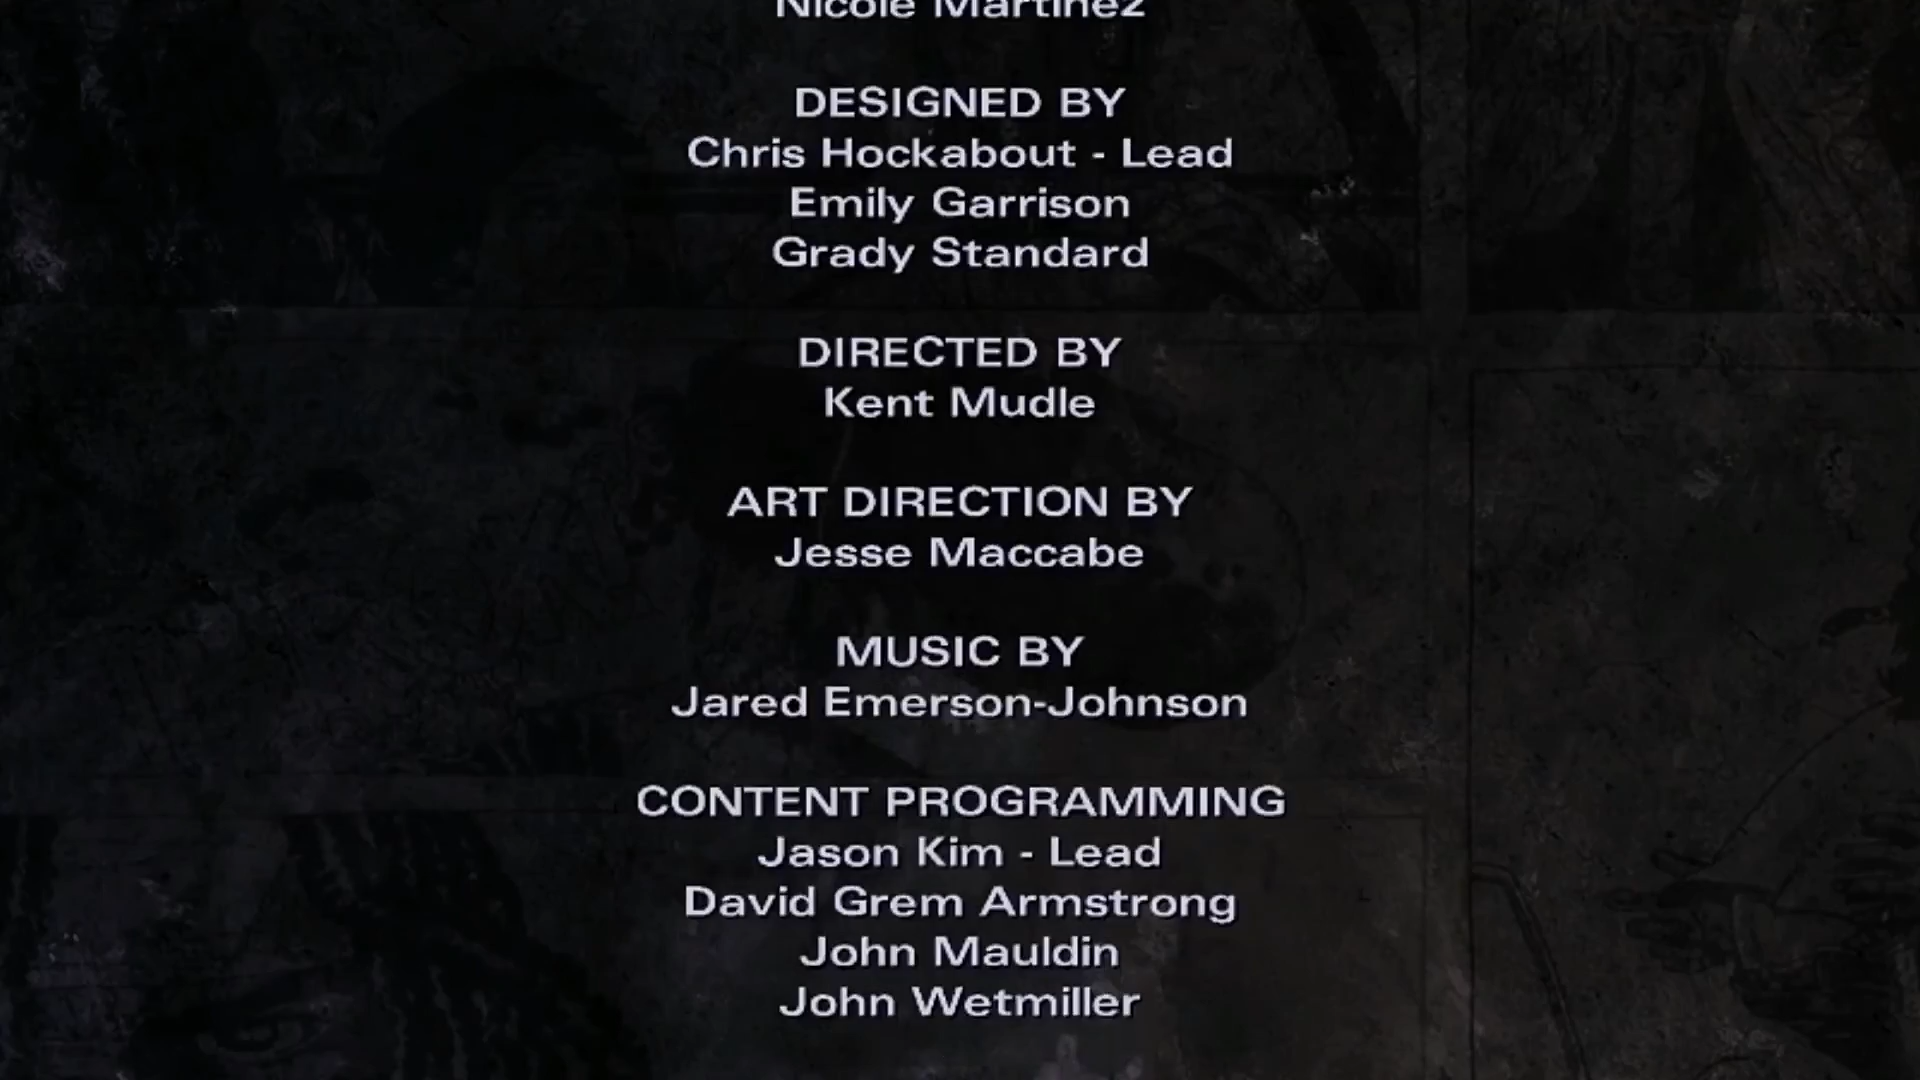 Nicole Martinez
DESIGNED BY
Chris Hockabout - Lead
Emily Garrison
Grady Standard
DIRECTED BY
Kent Mudle
ART DIRECTION BY
Jesse Maccabe
MUSIC BY
Jared Emerson-Johnson
CONTENT PROGRAMMING
Jason Kim - Lead
David Grem Armstrong
John Mauldin
John Wetmiller